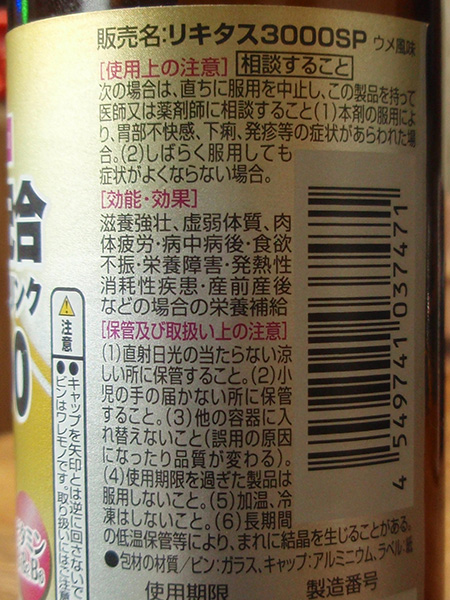 販売名:リキタス3000SP ウメ風味
[使用上の注意] 相談すること
次の場合は、直ちに服用を中止し、この製品を持って
医師又は薬剤師に相談すること(1)本剤の服用によ
り、胃部不快感、下痢、発疹等の症状があらわれた場
合。(2)しばらく服用しても
症状がよくならない場合。
[効能・効果]
滋養強壮、虚弱体質、肉
体疲労・病中病後・食欲
不振・栄養障害・発熱性
消耗性疾患・産前産後
などの場合の栄養補給
[保管及び取扱い上の注意]
(1)直射日光の当たらない涼
しい所に保管すること。(2)小
児の手の届かない所に保管
すること。(3)他の容器に入
れ替えないこと(誤用の原因
になったり品質が変わる)。
(4)使用期限を過ぎた製品は
服用しないこと。(5)加温、冷
凍はしないこと。(6)長期間
の低温保管等により、まれに結晶を生じることがある。
●包材の材質/ビン:ガラス、キャップ:アルミニウム、ラベル:紙
使用期限 製造番号
4 549741 037471
注意
●キャップを矢印とは逆に回さないで
●ビンはワレモノです。取り扱いにはご注意
合
ンク
0
タミン